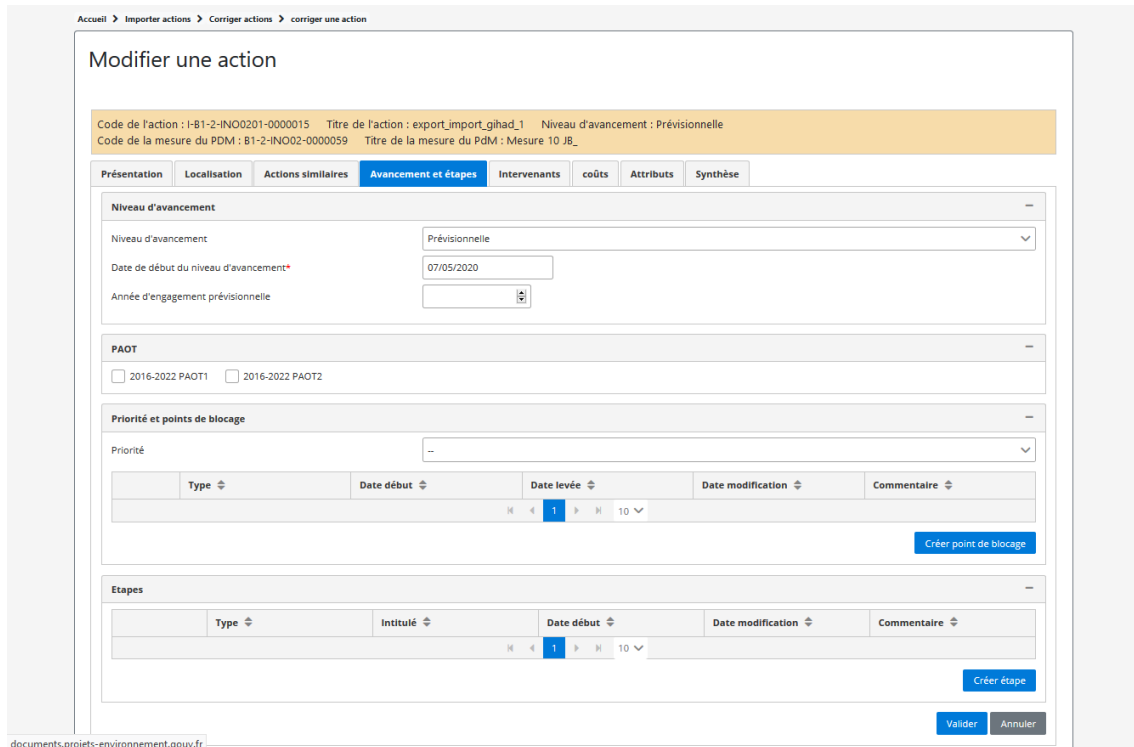 Accueil > Importer actions > Corriger actions > corriger une action
Modifier une action
Code de l'action : I-B1-2-INO0201-0000015 Titre de l'action : export_import_gihad_1 Niveau d'avancement : Prévisionnelle
Code de la mesure du PDM : B1-2-INO02-0000059 Titre de la mesure du PdM : Mesure 10 JB_
Présentation Localisation Actions similaires Avancement et étapes Intervenants coûts Attributs Synthèse
Niveau d'avancement
Niveau d'avancement Prévisionnelle
Date de début du niveau d'avancement* 07/05/2020
Année d'engagement prévisionnelle
PAOT
2016-2022 PAOT1 2016-2022 PAOT2
Priorité et points de blocage
Priorité --
Type Date début Date levée Date modification Commentaire
1 10
Créer point de blocage
Etapes
Type Intitulé Date début Date modification Commentaire
1 10
Créer étape
Valider Annuler
documents.projets-environnement.gouv.fr